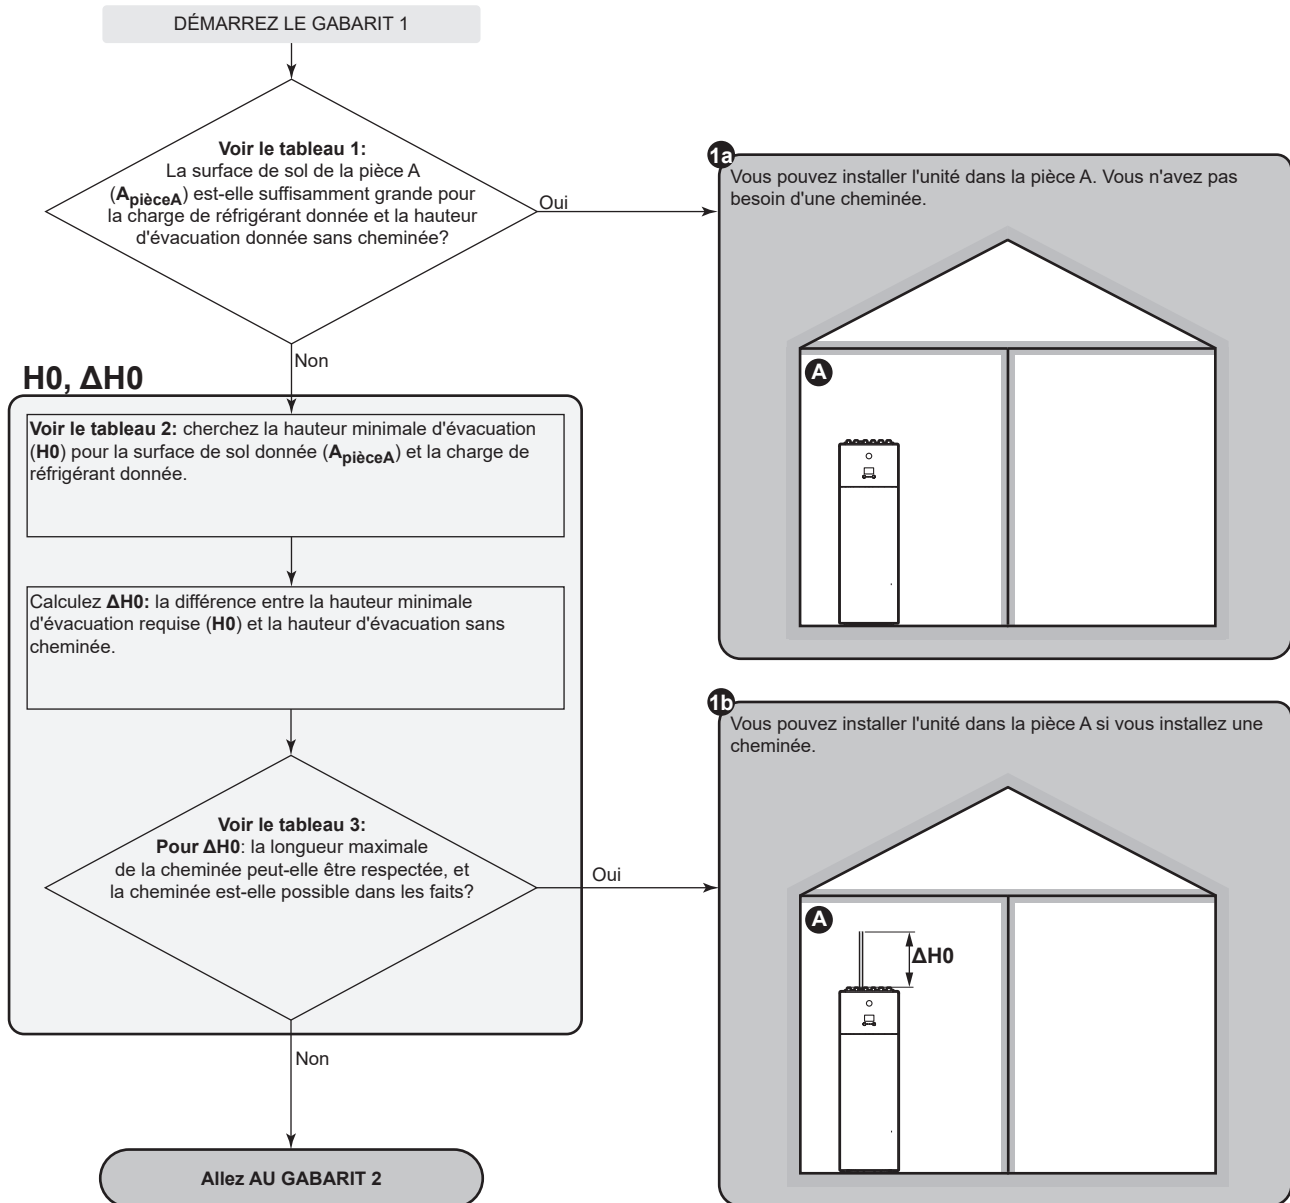 DÉMARREZ LE GABARIT 1
Voir le tableau 1:
La surface de sol de la pièce A
(ApièceA) est-elle suffisamment grande pour
la charge de réfrigérant donnée et la hauteur
d'évacuation donnée sans cheminée?
Oui
1a
Vous pouvez installer l'unité dans la pièce A. Vous n'avez pas
besoin d'une cheminée.
A
Non
H0, ΔH0
Voir le tableau 2: cherchez la hauteur minimale d'évacuation
(H0) pour la surface de sol donnée (ApièceA) et la charge de
réfrigérant donnée.
Calculez ΔH0: la différence entre la hauteur minimale
d'évacuation requise (H0) et la hauteur d'évacuation sans
cheminée.
Voir le tableau 3:
Pour ΔH0: la longueur maximale
de la cheminée peut-elle être respectée, et
la cheminée est-elle possible dans les faits?
Oui
1b
Vous pouvez installer l'unité dans la pièce A si vous installez une
cheminée.
A
ΔH0
Non
Allez AU GABARIT 2